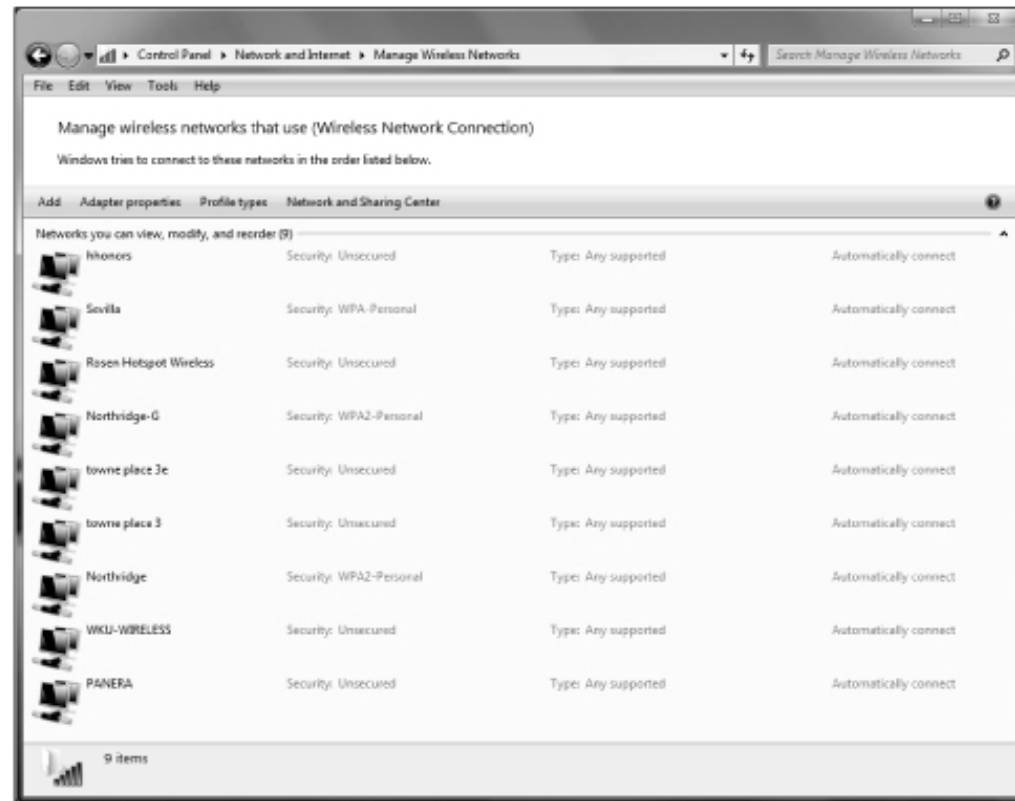 Control Panel ▸ Network and Internet ▸ Manage Wireless Networks Search Manage Wireless Networks
File Edit View Tools Help
Manage wireless networks that use (Wireless Network Connection)
Windows tries to connect to these networks in the order listed below.
Add Adapter properties Profile types Network and Sharing Center
Networks you can view, modify, and reorder (9)
hhonors Security: Unsecured Type: Any supported Automatically connect
Sevilla Security: WPA-Personal Type: Any supported Automatically connect
Rosen Hotspot Wireless Security: Unsecured Type: Any supported Automatically connect
Northridge-G Security: WPA2-Personal Type: Any supported Automatically connect
towne place 3e Security: Unsecured Type: Any supported Automatically connect
towne place 3 Security: Unsecured Type: Any supported Automatically connect
Northridge Security: WPA2-Personal Type: Any supported Automatically connect
WKU-WIRELESS Security: Unsecured Type: Any supported Automatically connect
PANERA Security: Unsecured Type: Any supported Automatically connect
9 items